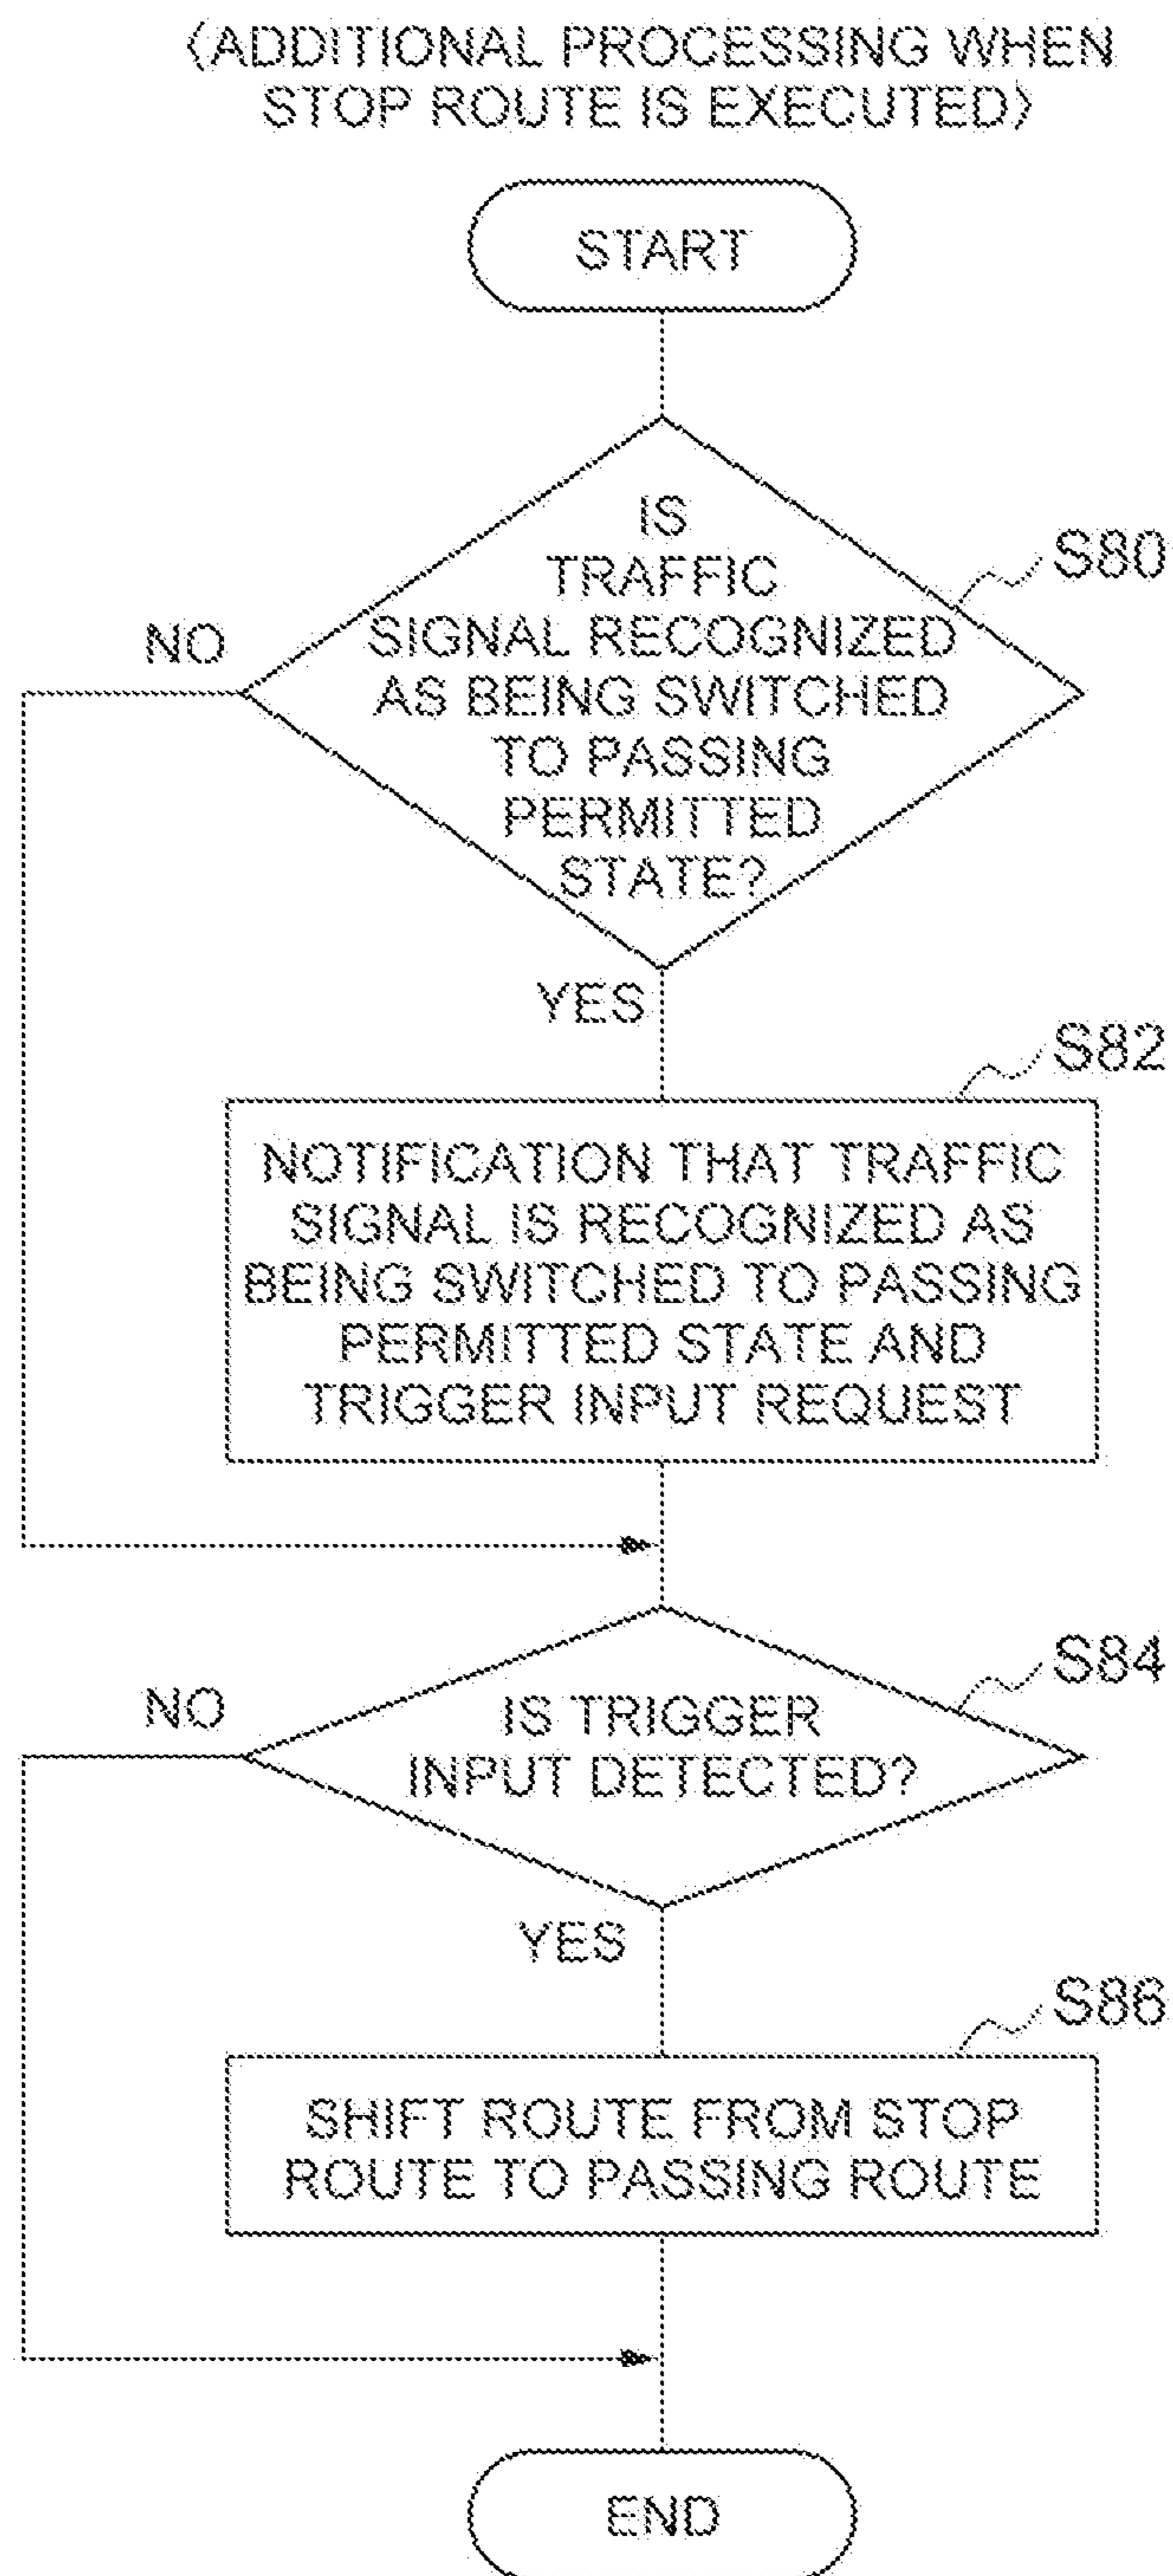 〈ADDITIONAL PROCESSING WHEN
STOP ROUTE IS EXECUTED〉
START
IS
TRAFFIC
SIGNAL RECOGNIZED
AS BEING SWITCHED
TO PASSING
PERMITTED
STATE?
S80
NO
YES
S82
NOTIFICATION THAT TRAFFIC
SIGNAL IS RECOGNIZED AS
BEING SWITCHED TO PASSING
PERMITTED STATE AND
TRIGGER INPUT REQUEST
S84
NO
IS TRIGGER
INPUT DETECTED?
YES
S86
SHIFT ROUTE FROM STOP
ROUTE TO PASSING ROUTE
END